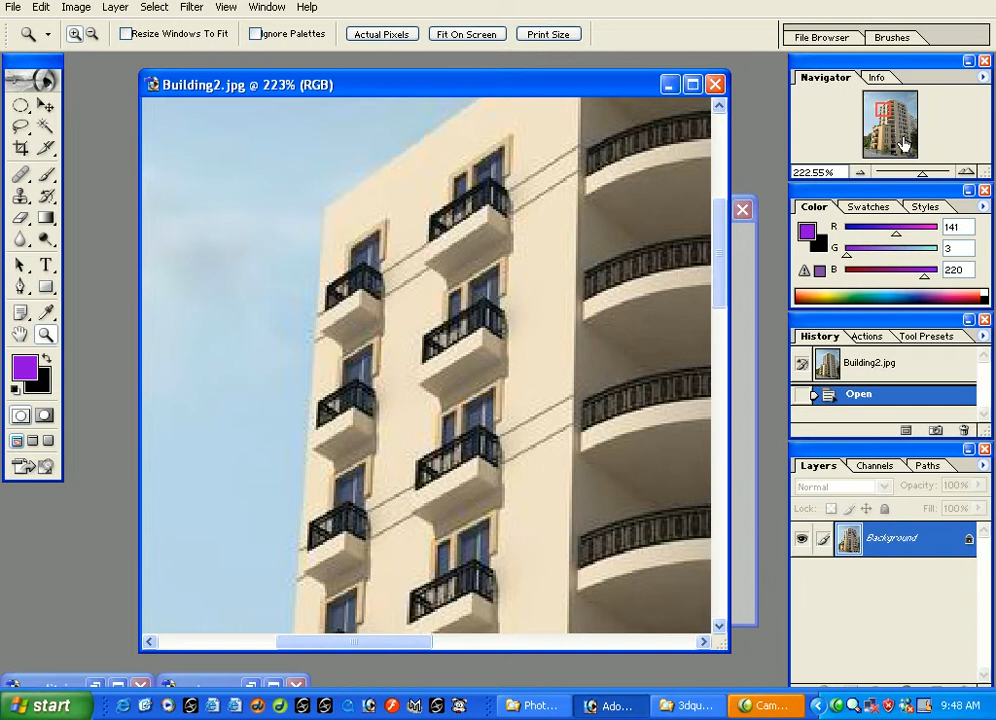 File Edit Image Layer Select Filter View Window Help
Resize Windows To Fit Ignore Palettes Actual Pixels Fit On Screen Print Size File Browser Brushes
Building2.jpg @ 223% (RGB)
Navigator Info
222.55%
Color Swatches Styles
R 141
G 3
B 220
History Actions Tool Presets
Building2.jpg
Open
Layers Channels Paths
Normal Opacity: 100%
Lock: Fill: 100%
Background
start Phot... Ado... 3dqu... Cam... 9:48 AM